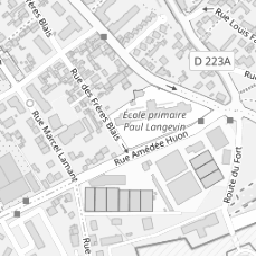 Frères Blais
Rue Louis Fa
D 223A
Rue des Frères Blais
École primaire
Paul Langevin
Rue Marcel Lamant
Rue Amédée Huon
Route du Fort